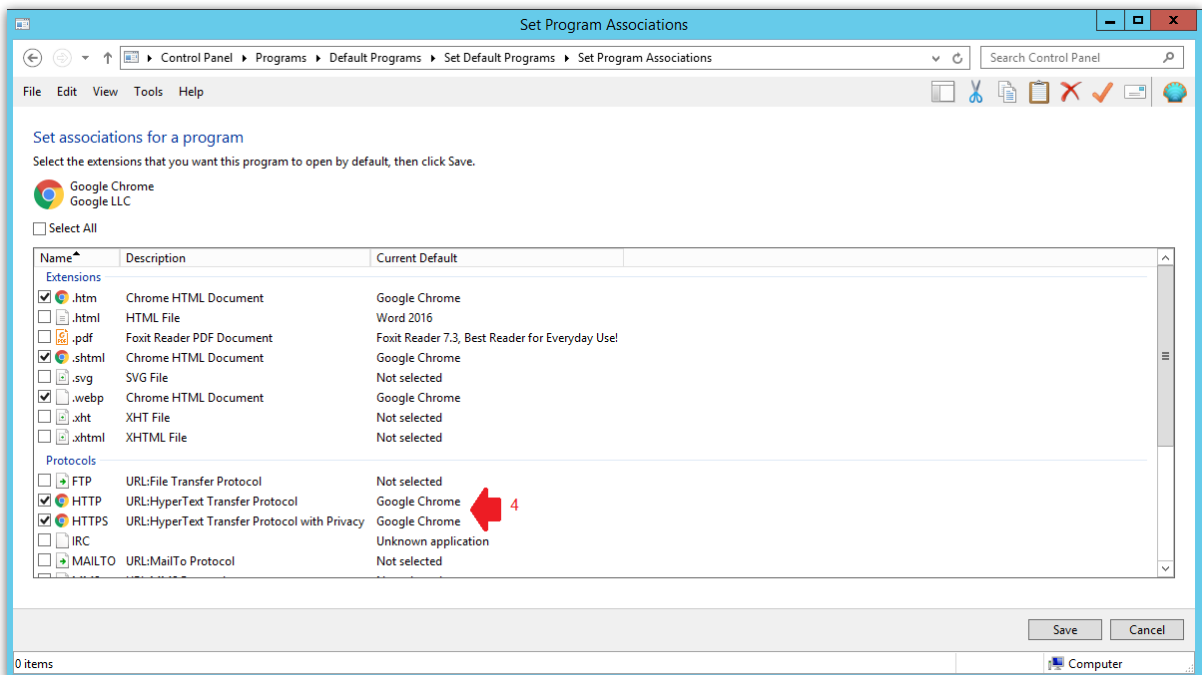 Set Program Associations
Control Panel Programs Default Programs Set Default Programs Set Program Associations
Search Control Panel
File Edit View Tools Help
Set associations for a program
Select the extensions that you want this program to open by default, then click Save.
Google Chrome
Google LLC
Select All
Name Description Current Default
Extensions
.htm Chrome HTML Document Google Chrome
.html HTML File Word 2016
.pdf Foxit Reader PDF Document Foxit Reader 7.3, Best Reader for Everyday Use!
.shtml Chrome HTML Document Google Chrome
.svg SVG File Not selected
.webp Chrome HTML Document Google Chrome
.xht XHT File Not selected
.xhtml XHTML File Not selected
Protocols
FTP URL:File Transfer Protocol Not selected
HTTP URL:HyperText Transfer Protocol Google Chrome
4
HTTPS URL:HyperText Transfer Protocol with Privacy Google Chrome
IRC Unknown application
MAILTO URL:MailTo Protocol Not selected
Save Cancel
0 items Computer